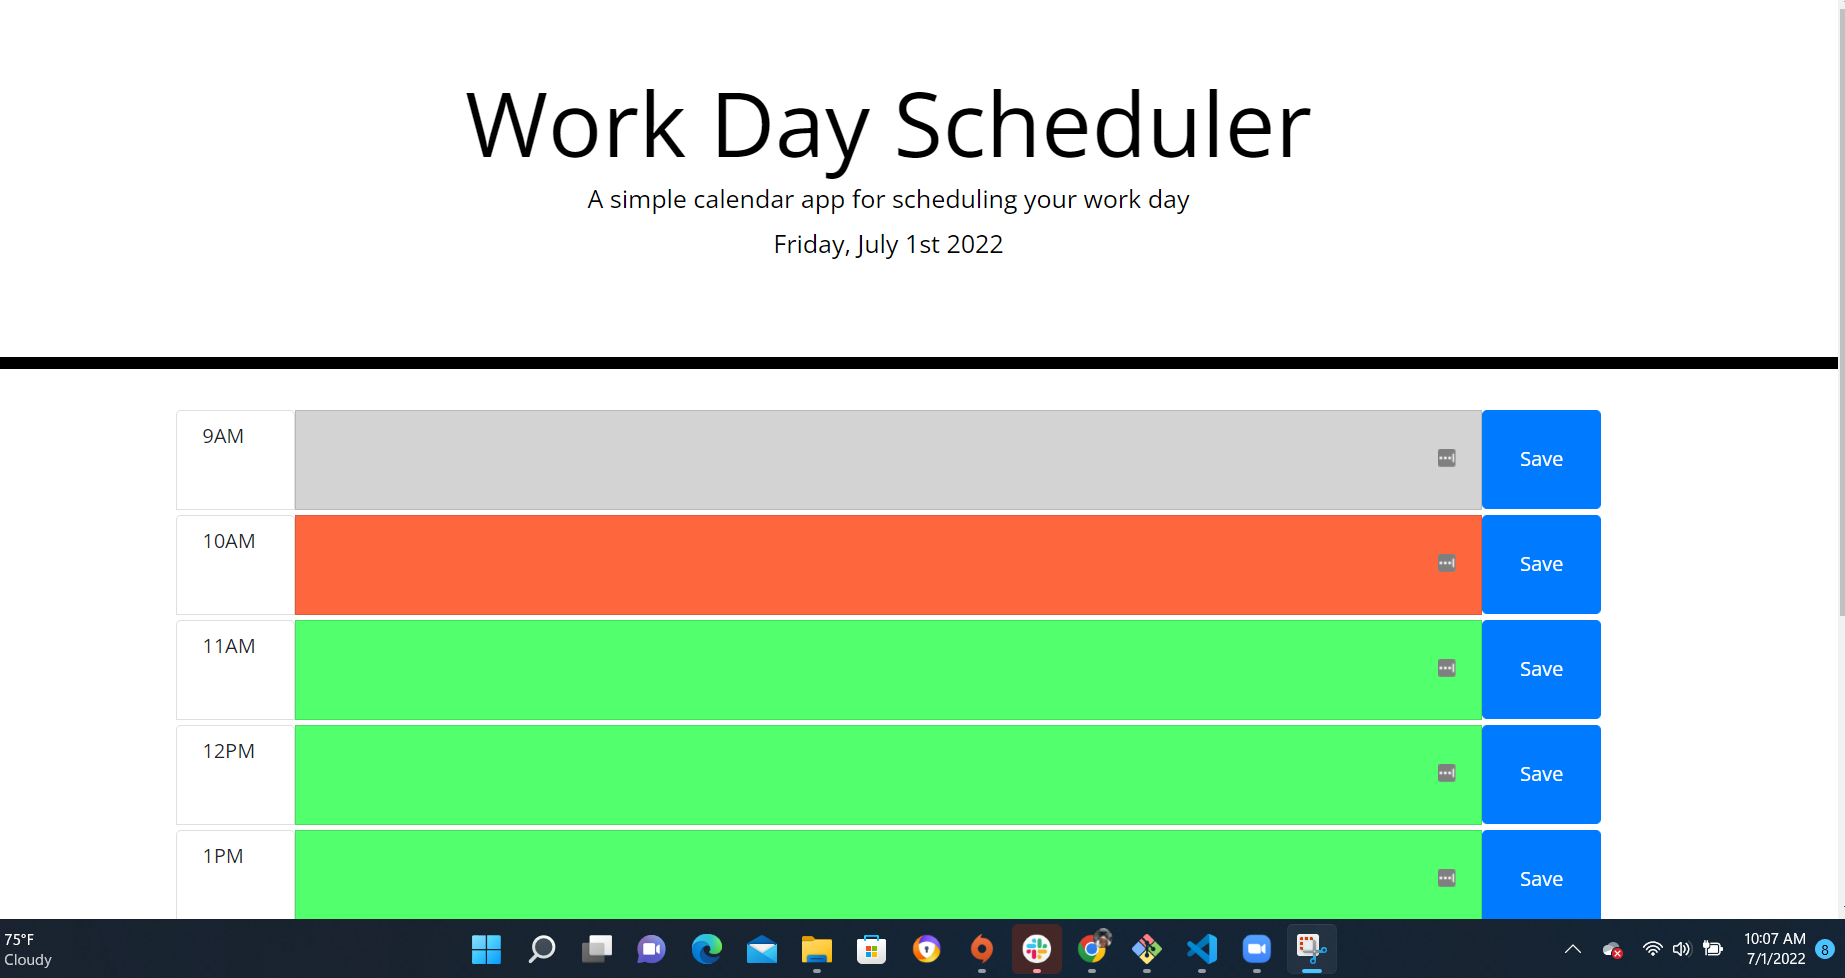 Work Day Scheduler
A simple calendar app for scheduling your work day
Friday, July 1st 2022
9AM
Save
10AM
Save
11AM
Save
12PM
Save
1PM
Save
75°F
Cloudy
10:07 AM
7/1/2022
8